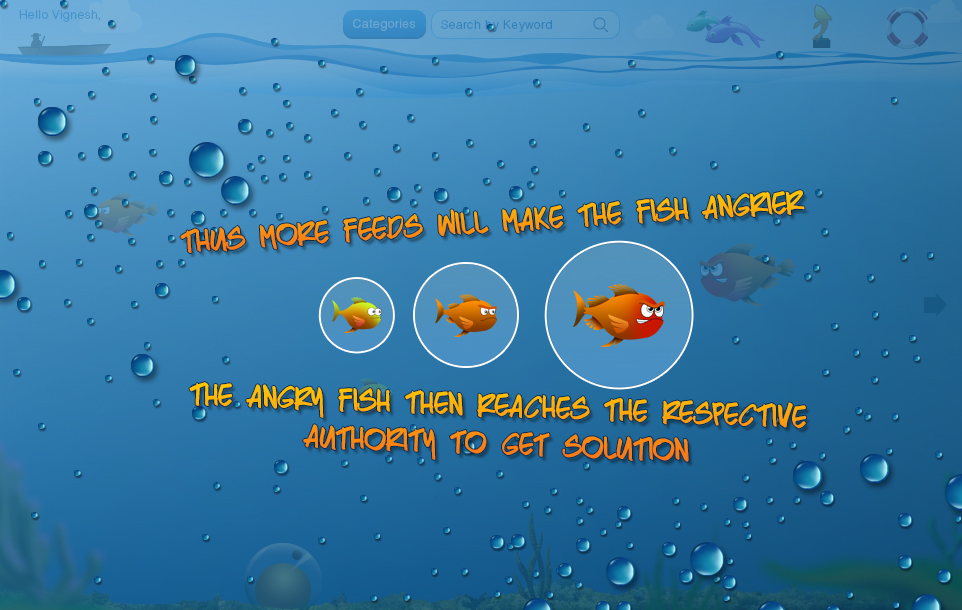 Hello Vignesh,
Categories
Search by Keyword
THUS MORE FEEDS WILL MAKE THE FISH ANGRIER
THE ANGRY FISH THEN REACHES THE RESPECTIVE
AUTHORITY TO GET SOLUTION